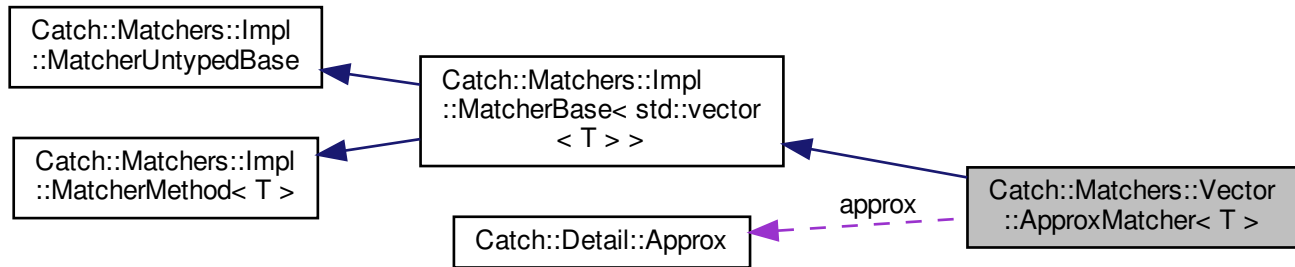 Catch::Matchers::Impl
::MatcherUntypedBase
Catch::Matchers::Impl
::MatcherMethod< T >
Catch::Matchers::Impl
::MatcherBase< std::vector
< T > >
Catch::Detail::Approx
approx
Catch::Matchers::Vector
::ApproxMatcher< T >